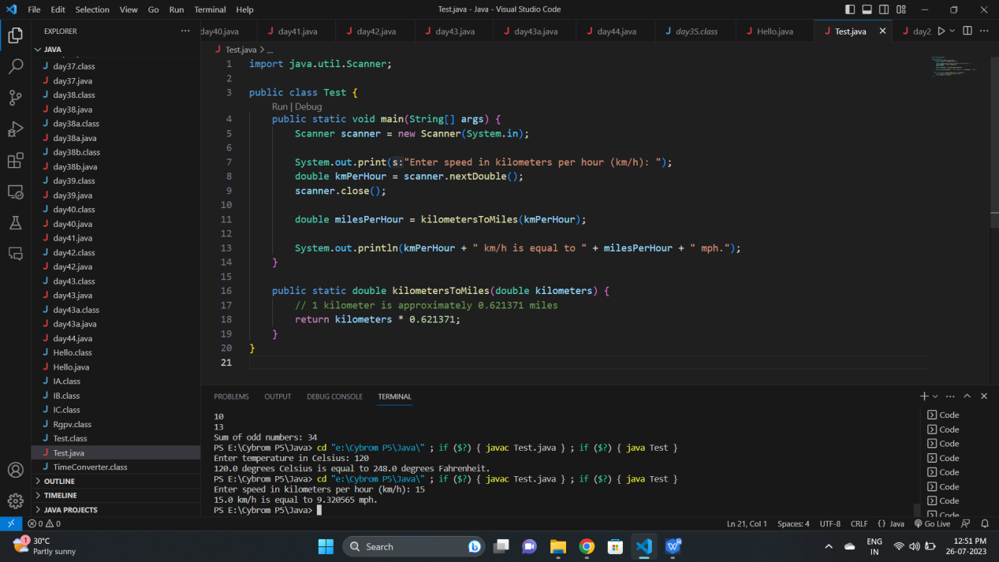 File Edit Selection View Go Run Terminal Help
Test.java - Java - Visual Studio Code
EXPLORER
JAVA
day37.class
day37.java
day38.class
day38.java
day38a.class
day38a.java
day38b.class
day38b.java
day39.class
day39.java
day40.class
day40.java
day41.java
day42.class
day42.java
day43.class
day43.java
day43a.class
day43a.java
day44.java
Hello.class
Hello.java
IA.class
IB.class
IC.class
Rgpv.class
Test.class
Test.java
TimeConverter.class
OUTLINE
TIMELINE
JAVA PROJECTS
day40.java day41.java day42.java day43.java day43a.java day44.java day35.class Hello.java Test.java day2
Test.java > ...
1 import java.util.Scanner;
2
3 public class Test {
Run | Debug
4 public static void main(String[] args) {
5 Scanner scanner = new Scanner(System.in);
6
7 System.out.print(s:"Enter speed in kilometers per hour (km/h): ");
8 double kmPerHour = scanner.nextDouble();
9 scanner.close();
10
11 double milesPerHour = kilometersToMiles(kmPerHour);
12
13 System.out.println(kmPerHour + " km/h is equal to " + milesPerHour + " mph.");
14 }
15
16 public static double kilometersToMiles(double kilometers) {
17 // 1 kilometer is approximately 0.621371 miles
18 return kilometers * 0.621371;
19 }
20 }
21
PROBLEMS OUTPUT DEBUG CONSOLE TERMINAL
10
13
Sum of odd numbers: 34
PS E:\Cybrom P5\Java> cd "e:\Cybrom P5\Java\" ; if ($?) { javac Test.java } ; if ($?) { java Test }
Enter temperature in Celsius: 120
120.0 degrees Celsius is equal to 248.0 degrees Fahrenheit.
PS E:\Cybrom P5\Java> cd "e:\Cybrom P5\Java\" ; if ($?) { javac Test.java } ; if ($?) { java Test }
Enter speed in kilometers per hour (km/h): 15
15.0 km/h is equal to 9.320565 mph.
PS E:\Cybrom P5\Java>
Code
Code
Code
Code
Code
Code
Code
Code
0 0
Ln 21, Col 1 Spaces: 4 UTF-8 CRLF {} Java Go Live
1
30°C
Partly sunny
Search
ENG
IN
12:51 PM
26-07-2023